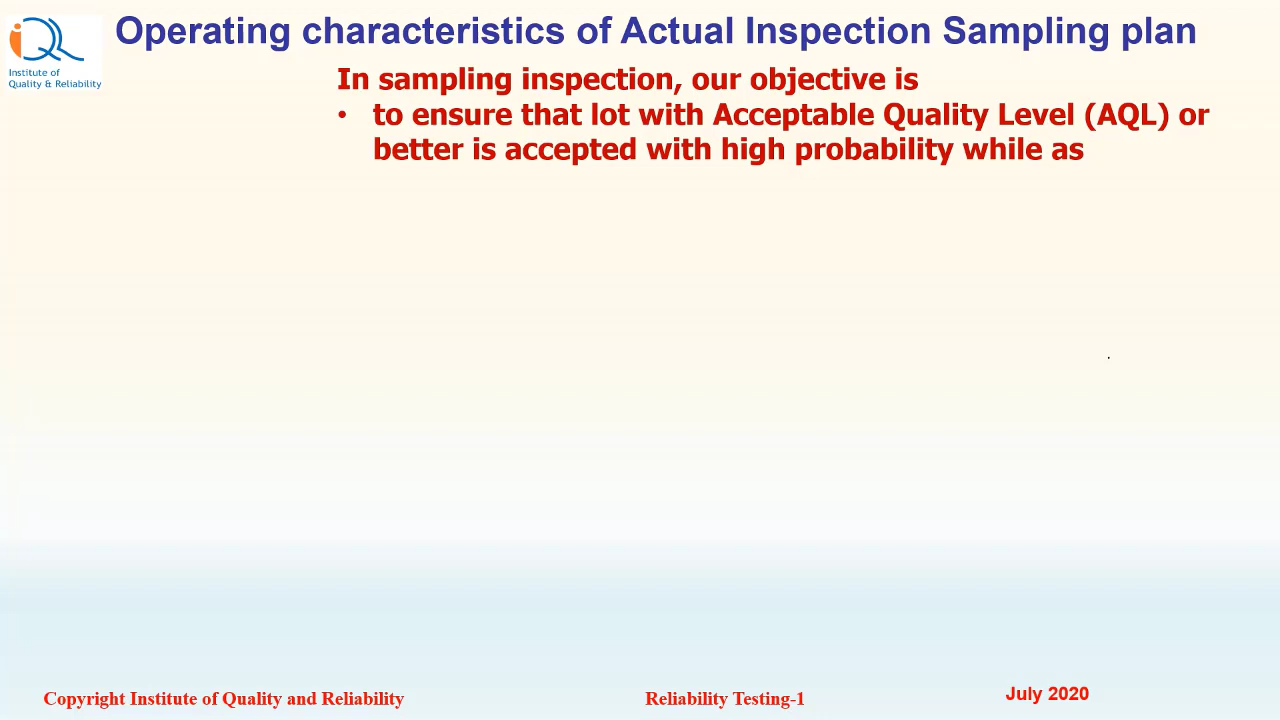 Operating characteristics of Actual Inspection Sampling plan
iQR
Institute of
Quality & Reliability
In sampling inspection, our objective is
• to ensure that lot with Acceptable Quality Level (AQL) or
better is accepted with high probability while as
Copyright Institute of Quality and Reliability
Reliability Testing-1
July 2020